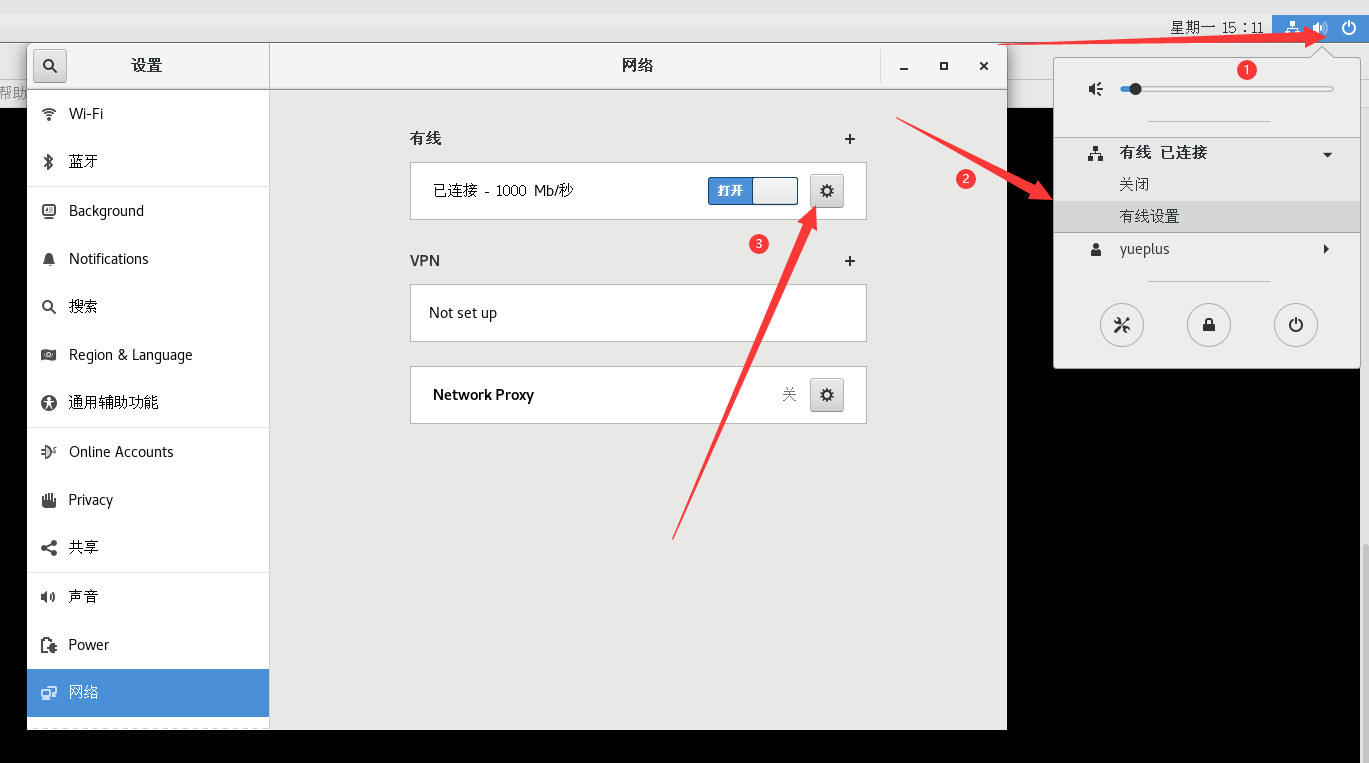 星期一 15：11
帮助
设置
网络
Wi-Fi
蓝牙
Background
Notifications
搜索
Region & Language
通用辅助功能
Online Accounts
Privacy
共享
声音
Power
网络
有线
已连接 - 1000 Mb/秒
打开
VPN
Not set up
Network Proxy
关
1
2
3
有线 已连接
关闭
有线设置
yueplus